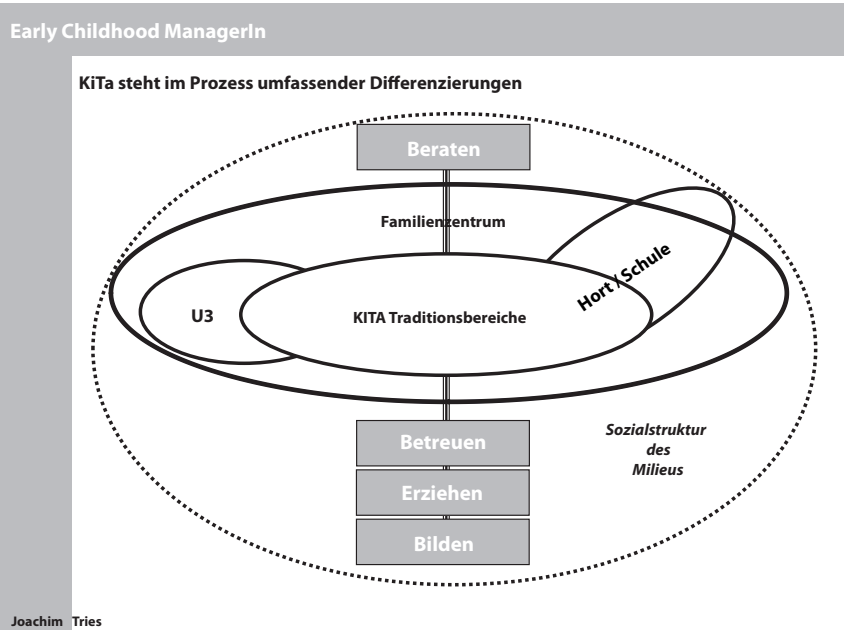 Early Childhood ManagerIn
KiTa steht im Prozess umfassender Differenzierungen
Beraten
Familienzentrum
Hort / Schule
U3
KITA Traditionsbereiche
Betreuen
Sozialstruktur
des
Milieus
Erziehen
Bilden
Joachim Tries